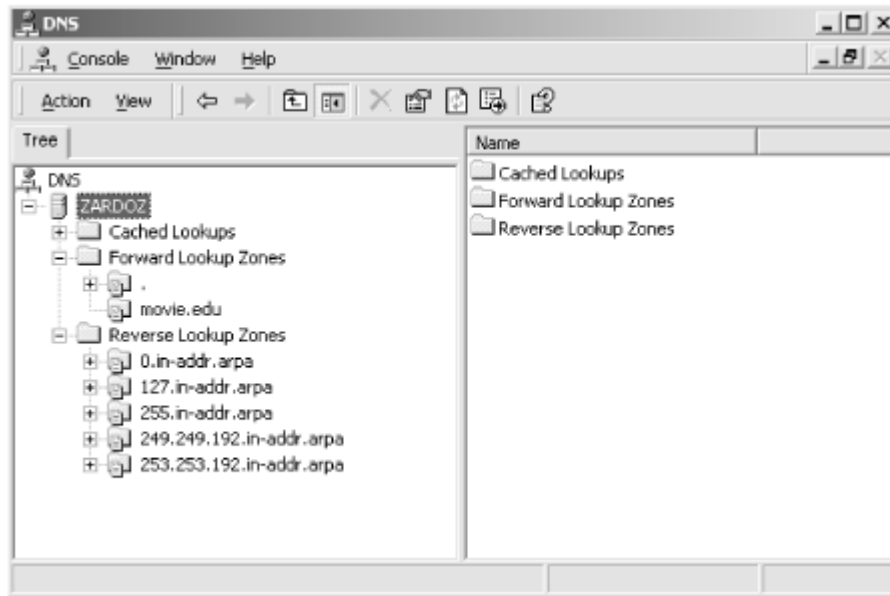 DNS
Console Window Help
Action View
Tree
Name
DNS
ZARDOZ
Cached Lookups
Forward Lookup Zones
.
movie.edu
Reverse Lookup Zones
0.in-addr.arpa
127.in-addr.arpa
255.in-addr.arpa
249.249.192.in-addr.arpa
253.253.192.in-addr.arpa
Cached Lookups
Forward Lookup Zones
Reverse Lookup Zones